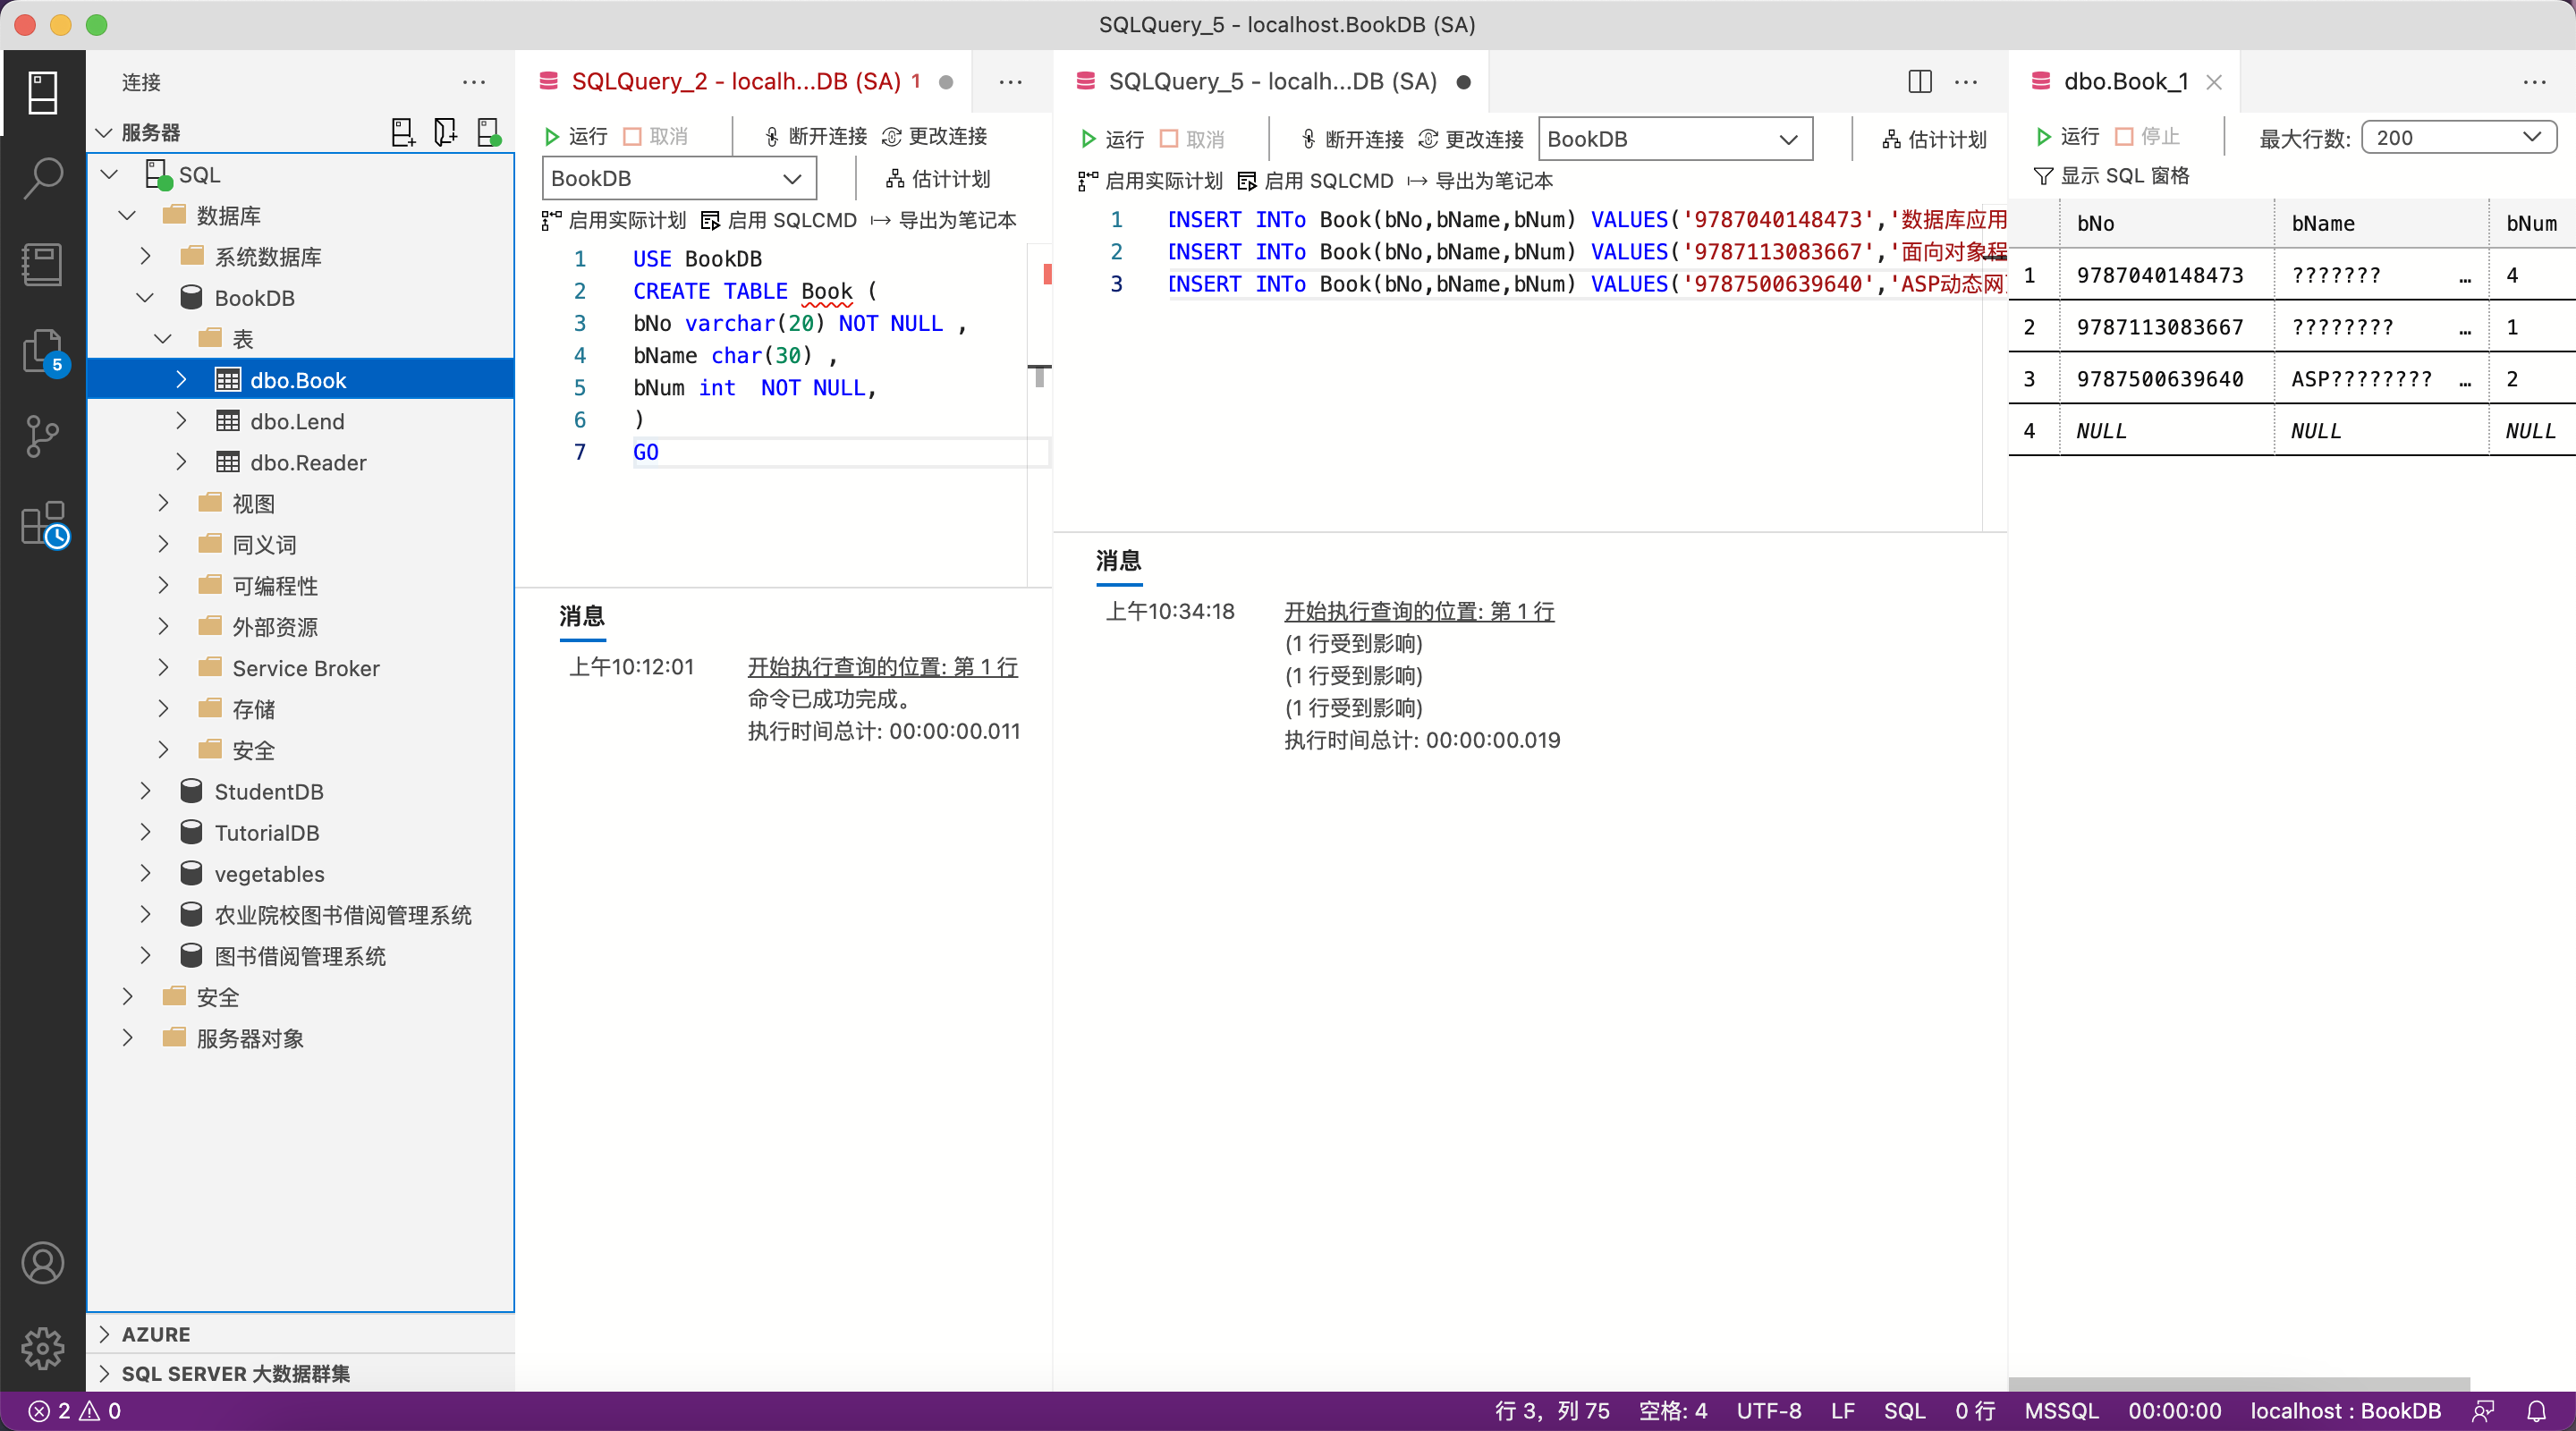 SQLQuery_5 - localhost.BookDB (SA)
连接
服务器
SQL
数据库
系统数据库
BookDB
表
dbo.Book
dbo.Lend
dbo.Reader
视图
同义词
可编程性
外部资源
Service Broker
存储
安全
StudentDB
TutorialDB
vegetables
农业院校图书借阅管理系统
图书借阅管理系统
安全
服务器对象
AZURE
SQL SERVER 大数据群集
5
SQLQuery_2 - localh...DB (SA) 1
运行 取消 断开连接 更改连接
BookDB 估计计划
启用实际计划 启用 SQLCMD 导出为笔记本
1 USE BookDB
2 CREATE TABLE Book (
3 bNo varchar(20) NOT NULL ,
4 bName char(30) ,
5 bNum int  NOT NULL,
6 )
7 GO
消息
上午10:12:01 开始执行查询的位置: 第 1 行
命令已成功完成。
执行时间总计: 00:00:00.011
SQLQuery_5 - localh...DB (SA)
运行 取消 断开连接 更改连接 BookDB 估计计划
启用实际计划 启用 SQLCMD 导出为笔记本
1 INSERT INTo Book(bNo,bName,bNum) VALUES('9787040148473','数据库应用
2 INSERT INTo Book(bNo,bName,bNum) VALUES('9787113083667','面向对象程
3 INSERT INTo Book(bNo,bName,bNum) VALUES('9787500639640','ASP动态网
消息
上午10:34:18 开始执行查询的位置: 第 1 行
(1 行受到影响)
(1 行受到影响)
(1 行受到影响)
执行时间总计: 00:00:00.019
dbo.Book_1
运行 停止 最大行数: 200
显示 SQL 窗格
bNo bName bNum
1 9787040148473 ??????? … 4
2 9787113083667 ???????? … 1
3 9787500639640 ASP???????? … 2
4 NULL NULL NULL
2 0 行 3，列 75 空格: 4 UTF-8 LF SQL 0 行 MSSQL 00:00:00 localhost : BookDB